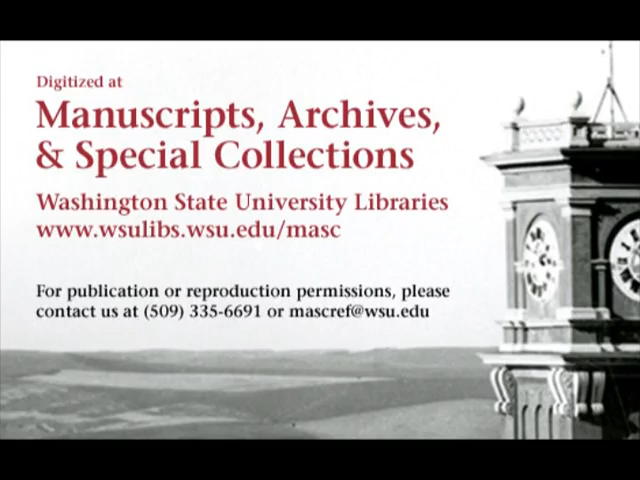 Digitized at
Manuscripts, Archives,
& Special Collections
Washington State University Libraries
www.wsulibs.wsu.edu/masc
For publication or reproduction permissions, please
contact us at (509) 335-6691 or mascref@wsu.edu